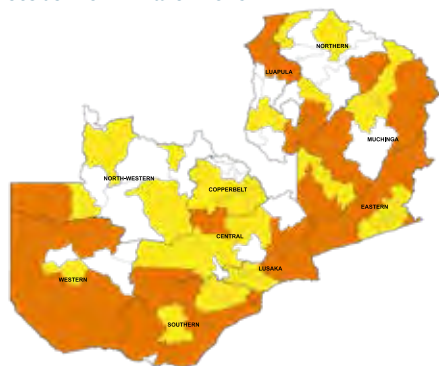 NORTHERN
LUAPULA
MUCHINGA
NORTH-WESTERN
COPPERBELT
EASTERN
CENTRAL
LUSAKA
WESTERN
SOUTHERN